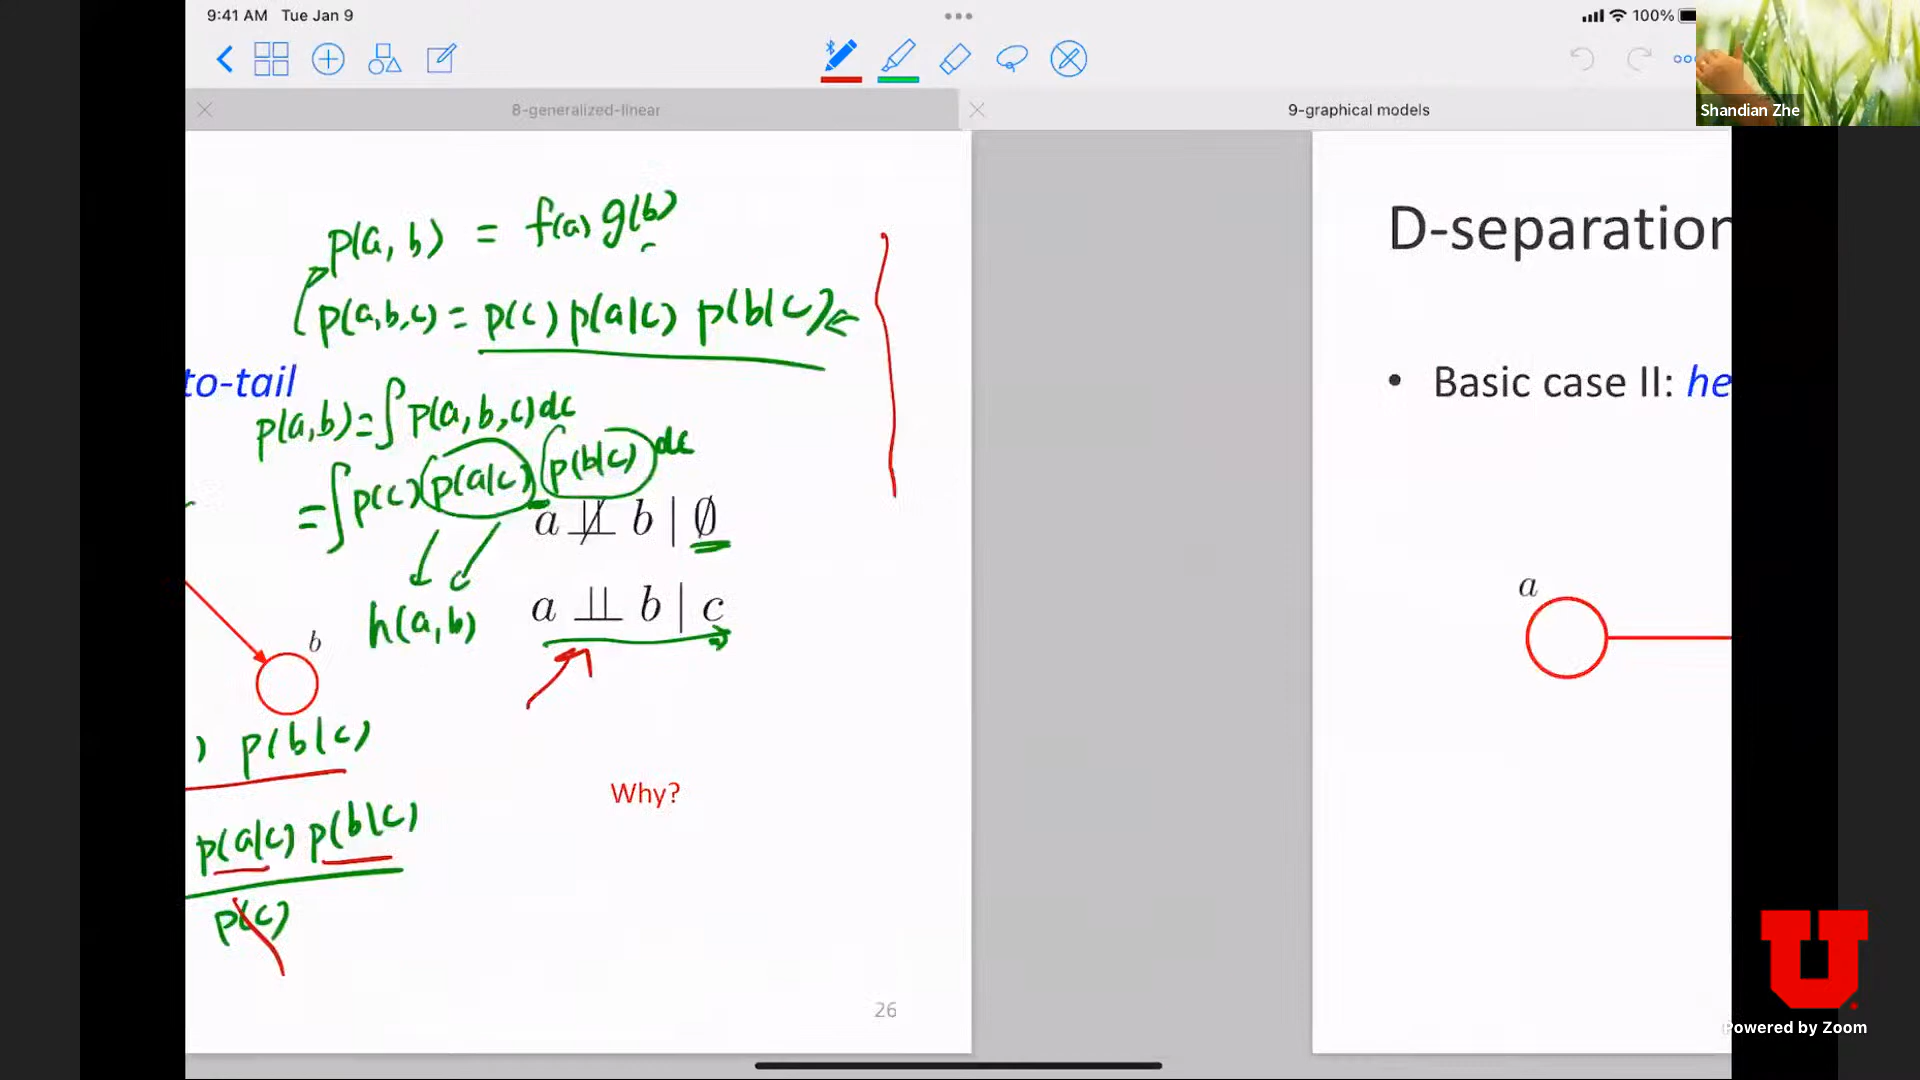 9:41 AM Tue Jan 9
100%
Shandian Zhe
8-generalized-linear
9-graphical models
p(a, b) = f(a) g(b)
p(a,b,c) = p(c) p(a|c) p(b|c)
to-tail
p(a,b) = ∫ p(a,b,c) dc
= ∫ p(c) p(a|c) p(b|c) dc
a ⊥̸⊥ b | ∅
h(a,b)
a ⊥⊥ b | c
b
) p(b|c)
Why?
p(a|c) p(b|c)
p(c)
26
D-separation
• Basic case II: he
a
U
Powered by Zoom